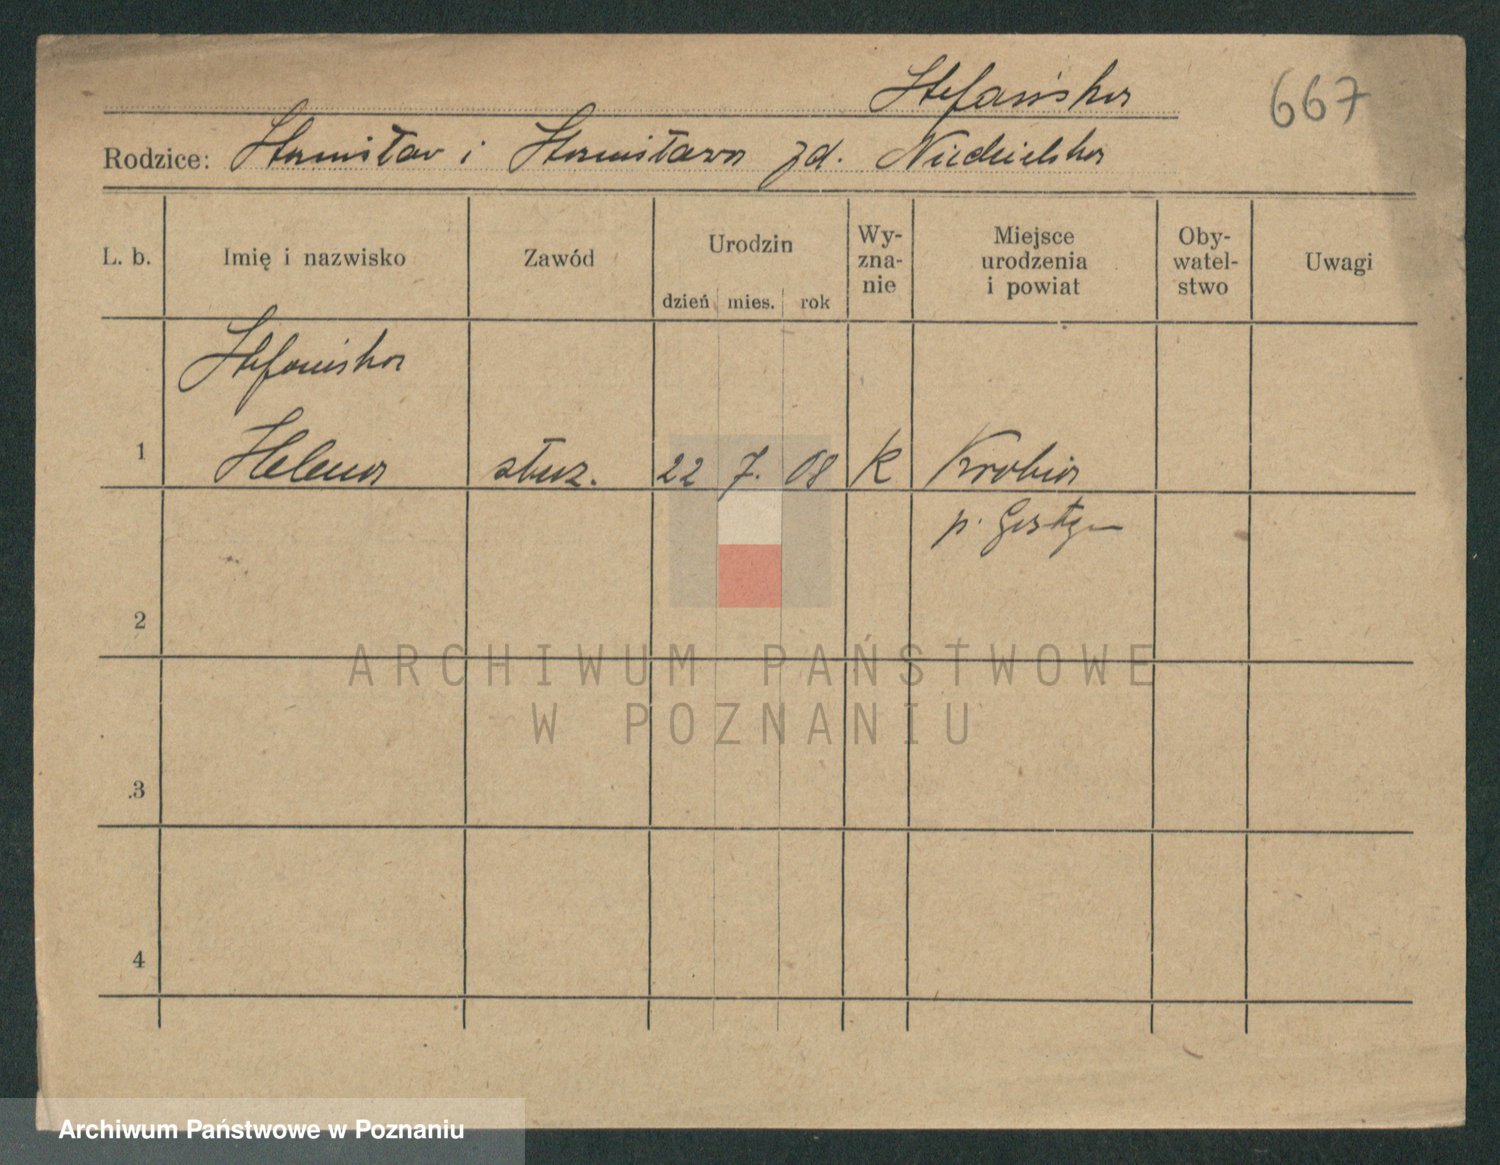 Stefańska
667
Rodzice: Stanisław i Stanisława zd. Niedzielska
L. b.
Imię i nazwisko
Zawód
Urodzin
dzień mies. rok
Wy-
zna-
nie
Miejsce
urodzenia
i powiat
Oby-
watel-
stwo
Uwagi
Stefańska
1 Helena służ. 22 7. 08 K Krobia
p. Gostyn
2
3
4
ARCHIWUM PAŃSTWOWE
W POZNANIU
Archiwum Państwowe w Poznaniu